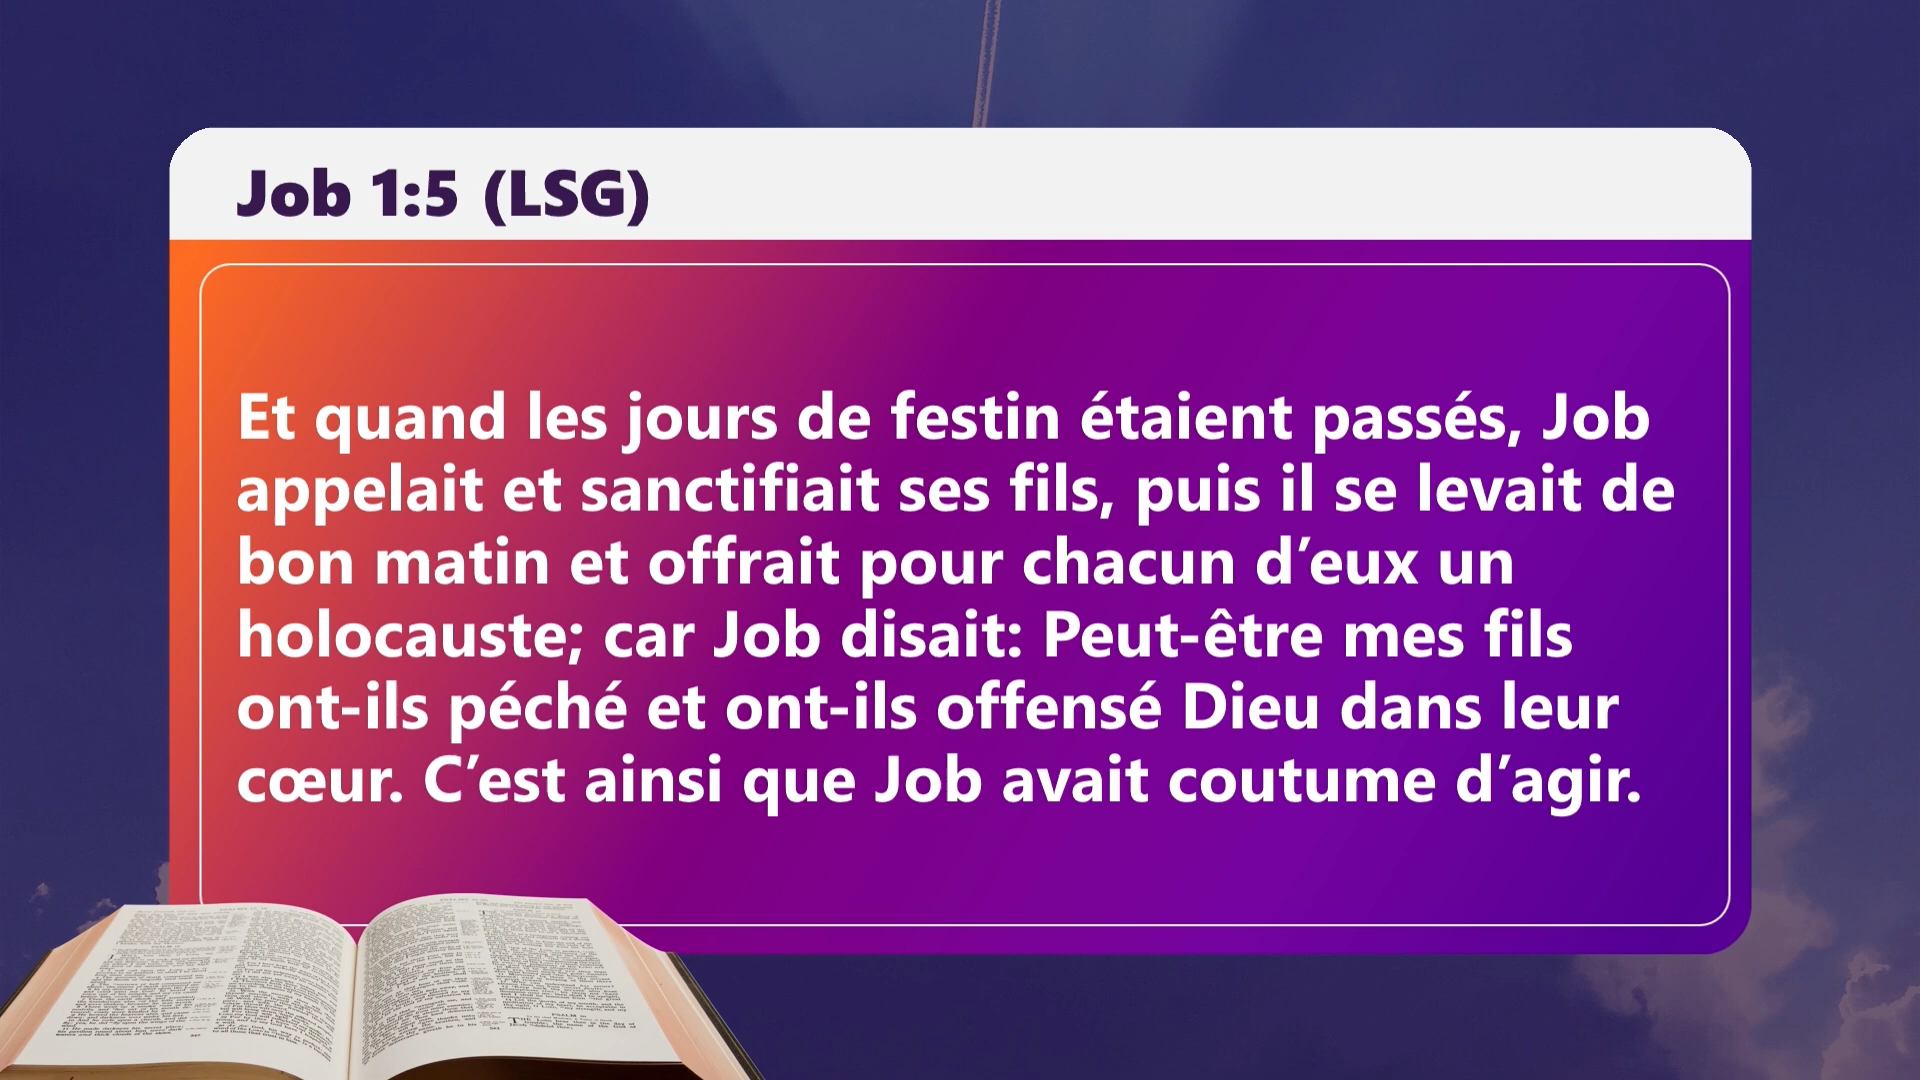 Job 1:5 (LSG)
Et quand les jours de festin étaient passés, Job
appelait et sanctifiait ses fils, puis il se levait de
bon matin et offrait pour chacun d’eux un
holocauste; car Job disait: Peut-être mes fils
ont-ils péché et ont-ils offensé Dieu dans leur
cœur. C’est ainsi que Job avait coutume d’agir.